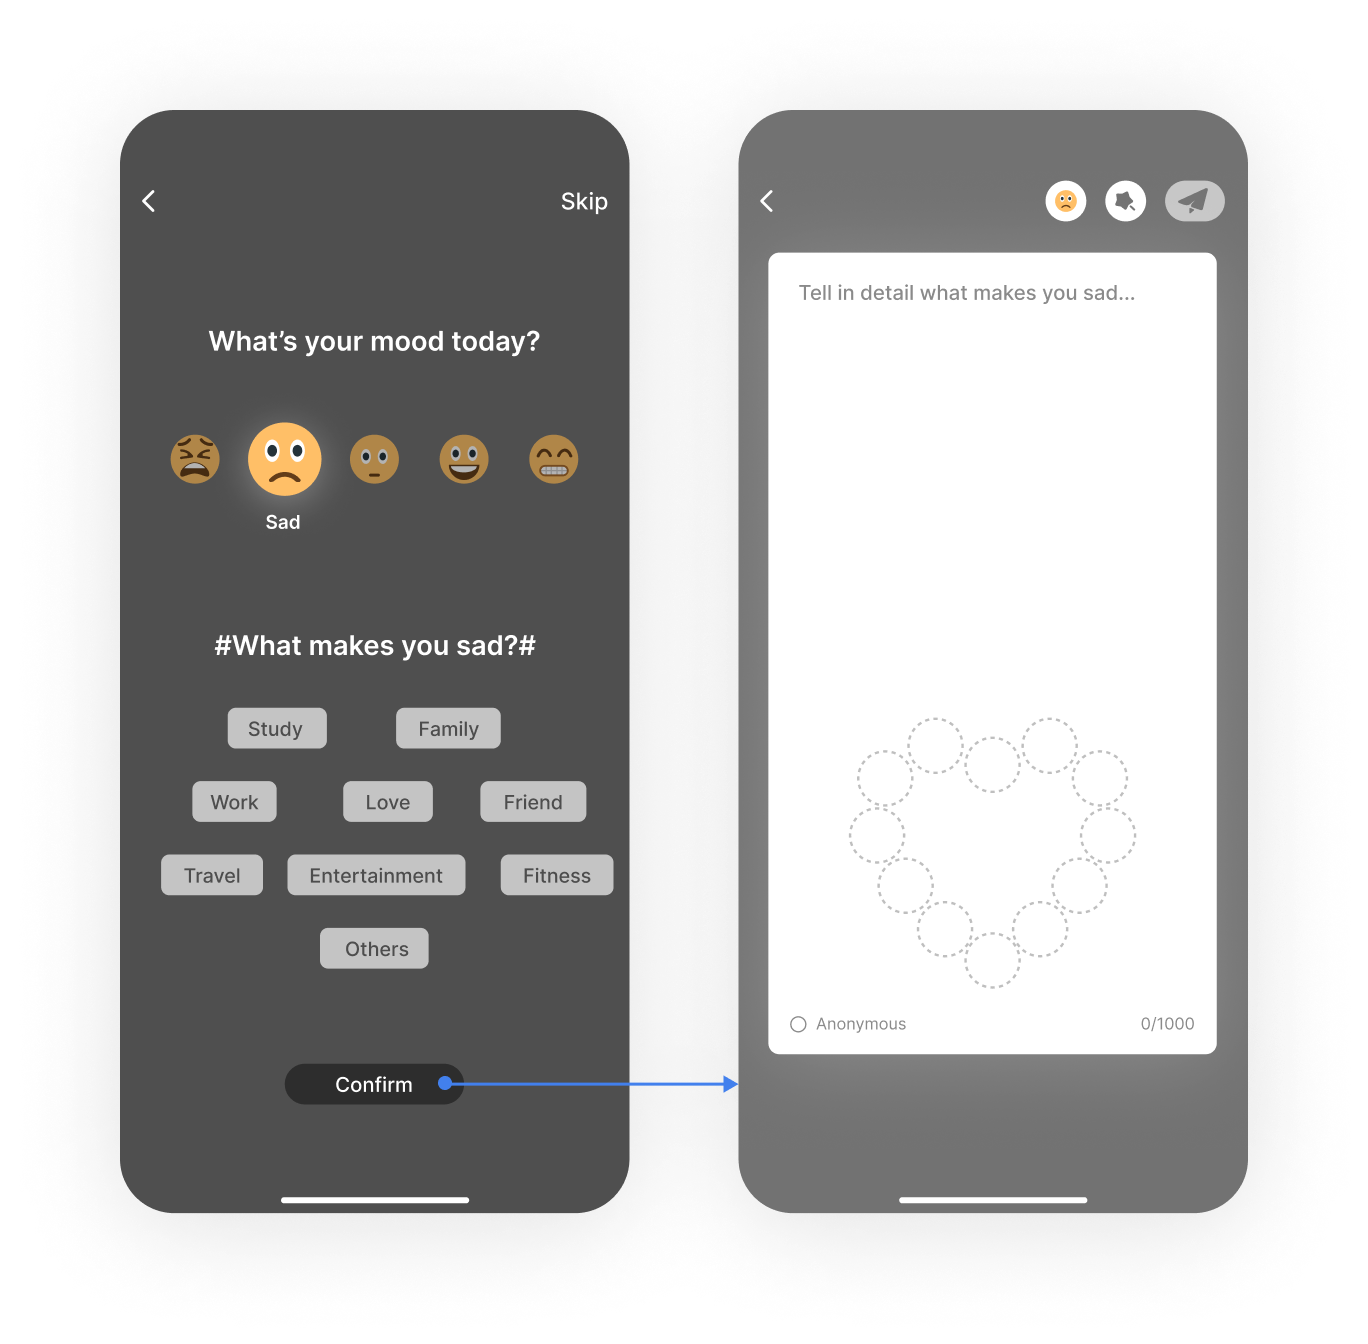 Skip
What’s your mood today?
Sad
#What makes you sad?#
Study Family
Work Love Friend
Travel Entertainment Fitness
Others
Confirm
Tell in detail what makes you sad...
Anonymous 0/1000